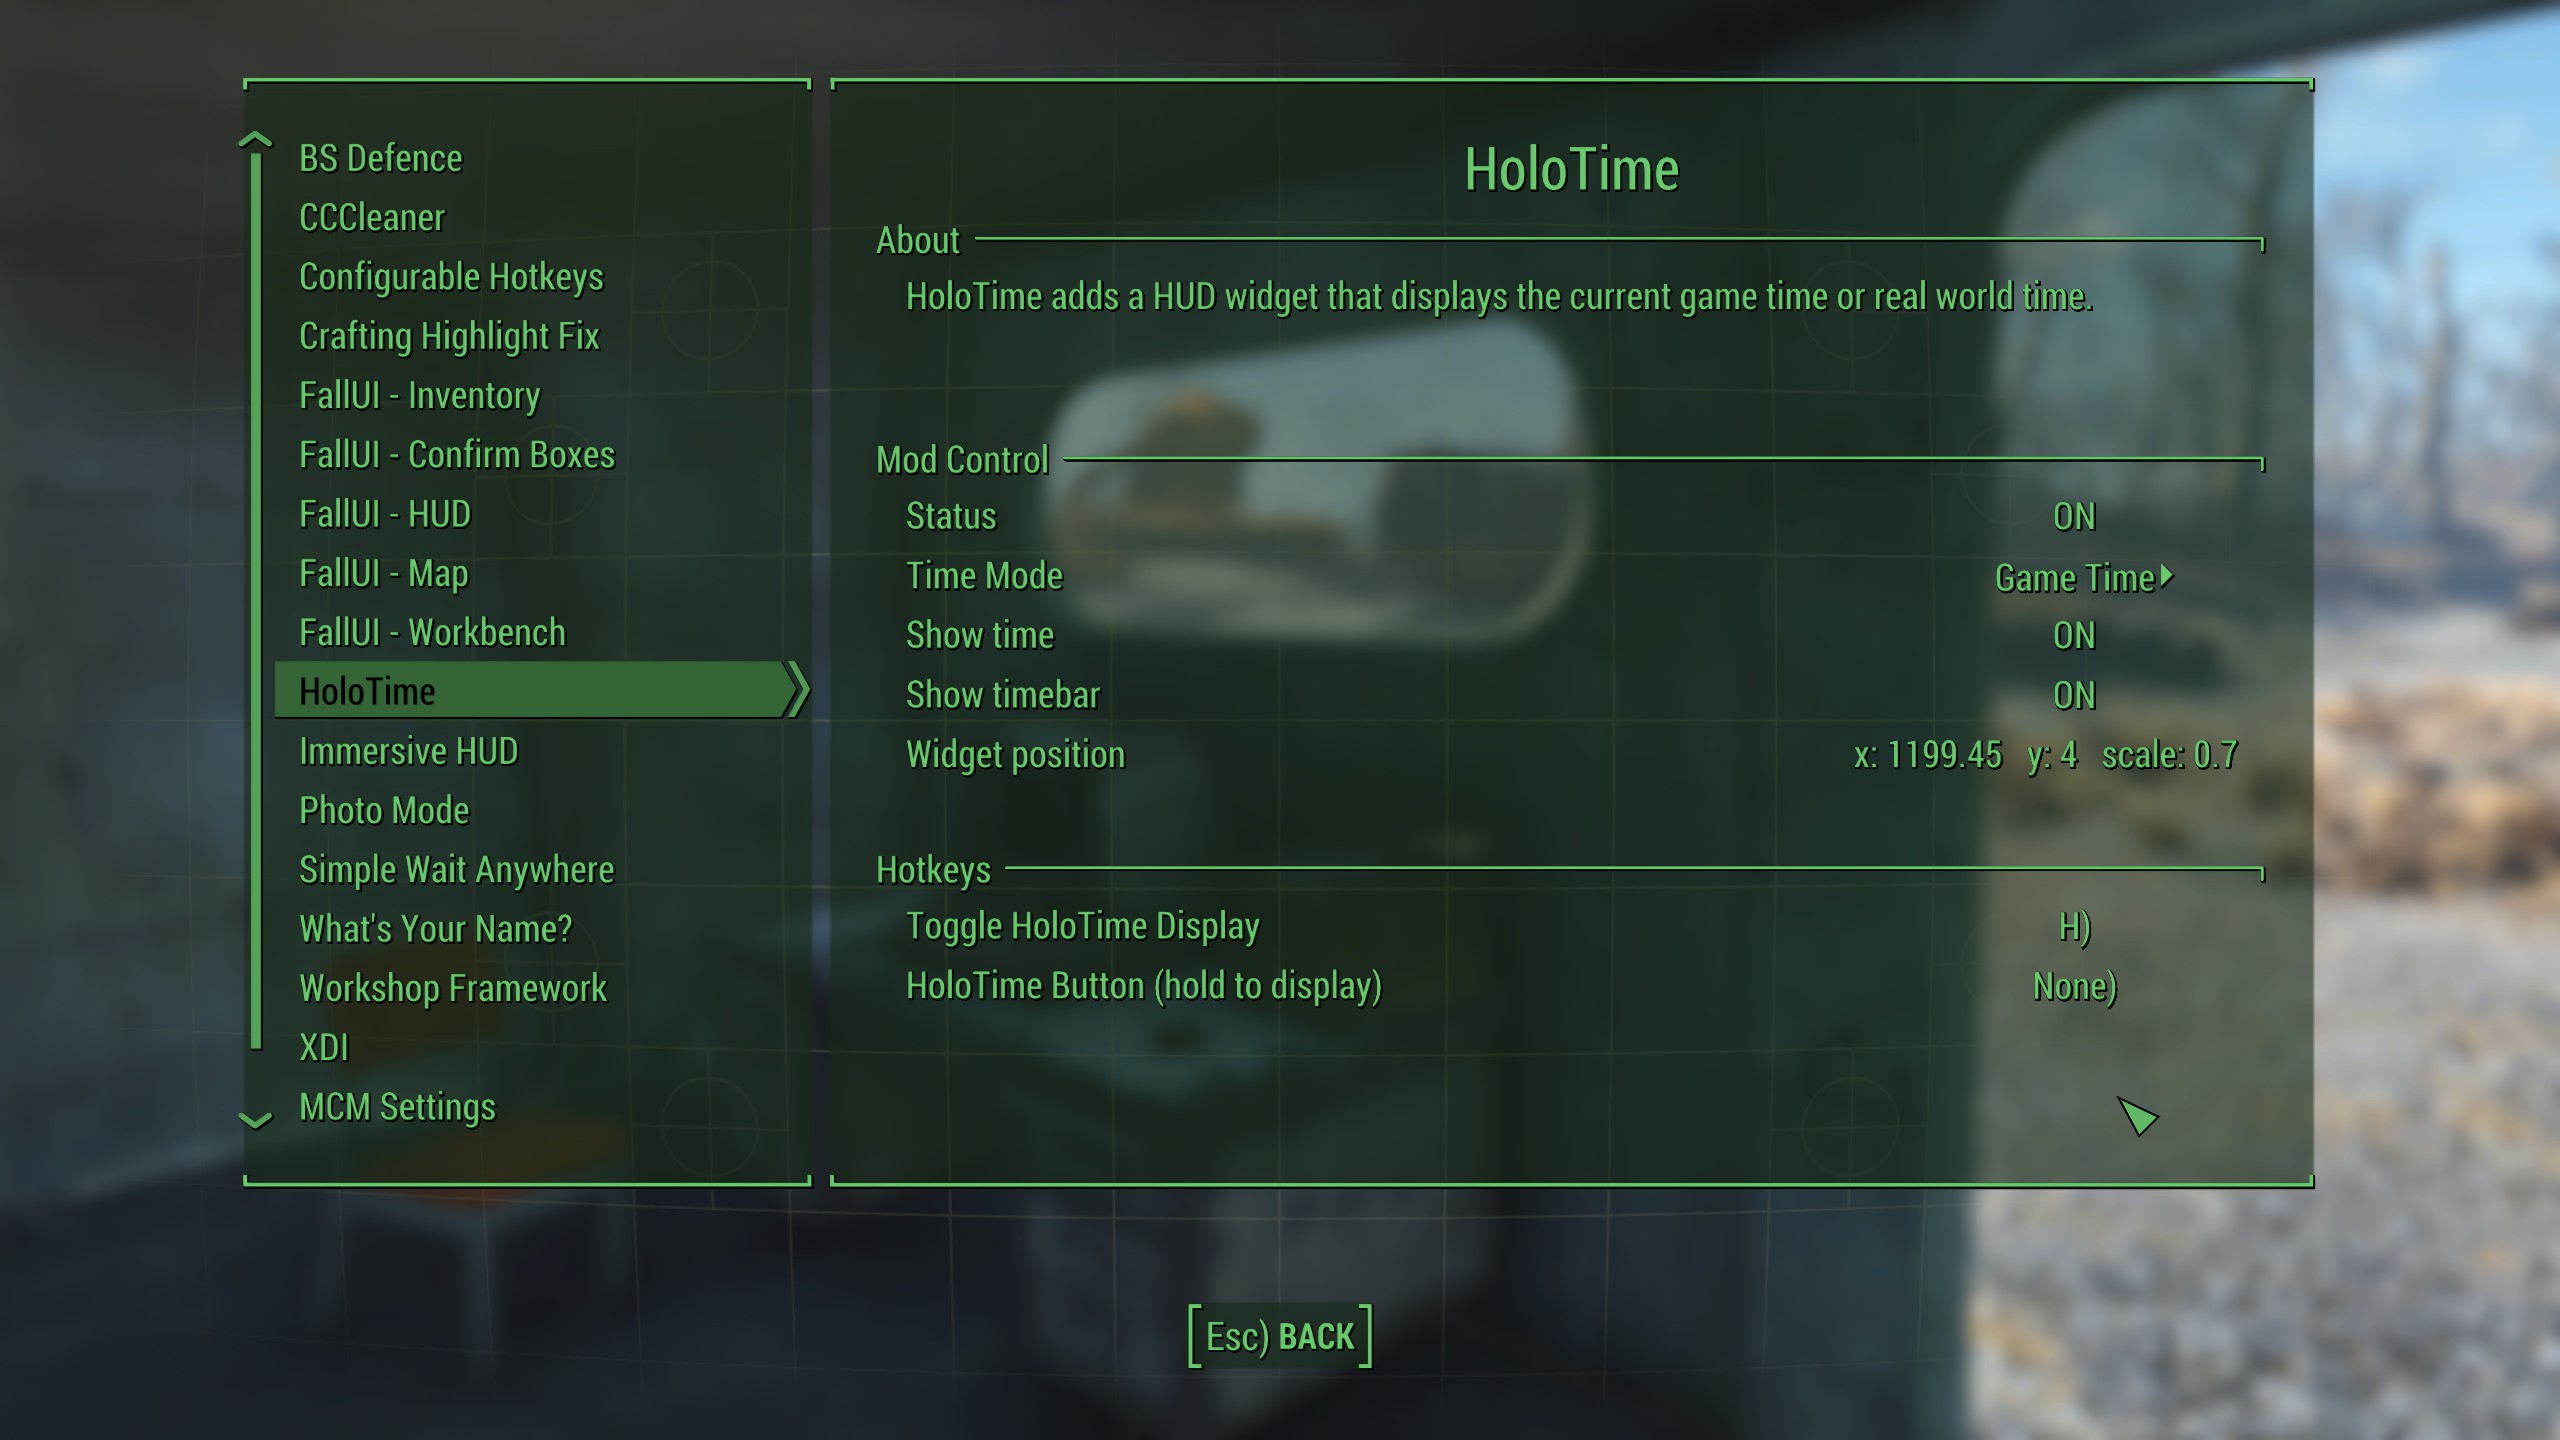 BS Defence
CCCleaner
Configurable Hotkeys
Crafting Highlight Fix
FallUI - Inventory
FallUI - Confirm Boxes
FallUI - HUD
FallUI - Map
FallUI - Workbench
HoloTime
Immersive HUD
Photo Mode
Simple Wait Anywhere
What's Your Name?
Workshop Framework
XDI
MCM Settings
HoloTime
About
HoloTime adds a HUD widget that displays the current game time or real world time.
Mod Control
Status ON
Time Mode Game Time
Show time ON
Show timebar ON
Widget position x: 1199.45 y: 4 scale: 0.7
Hotkeys
Toggle HoloTime Display H)
HoloTime Button (hold to display) None)
[Esc) BACK]